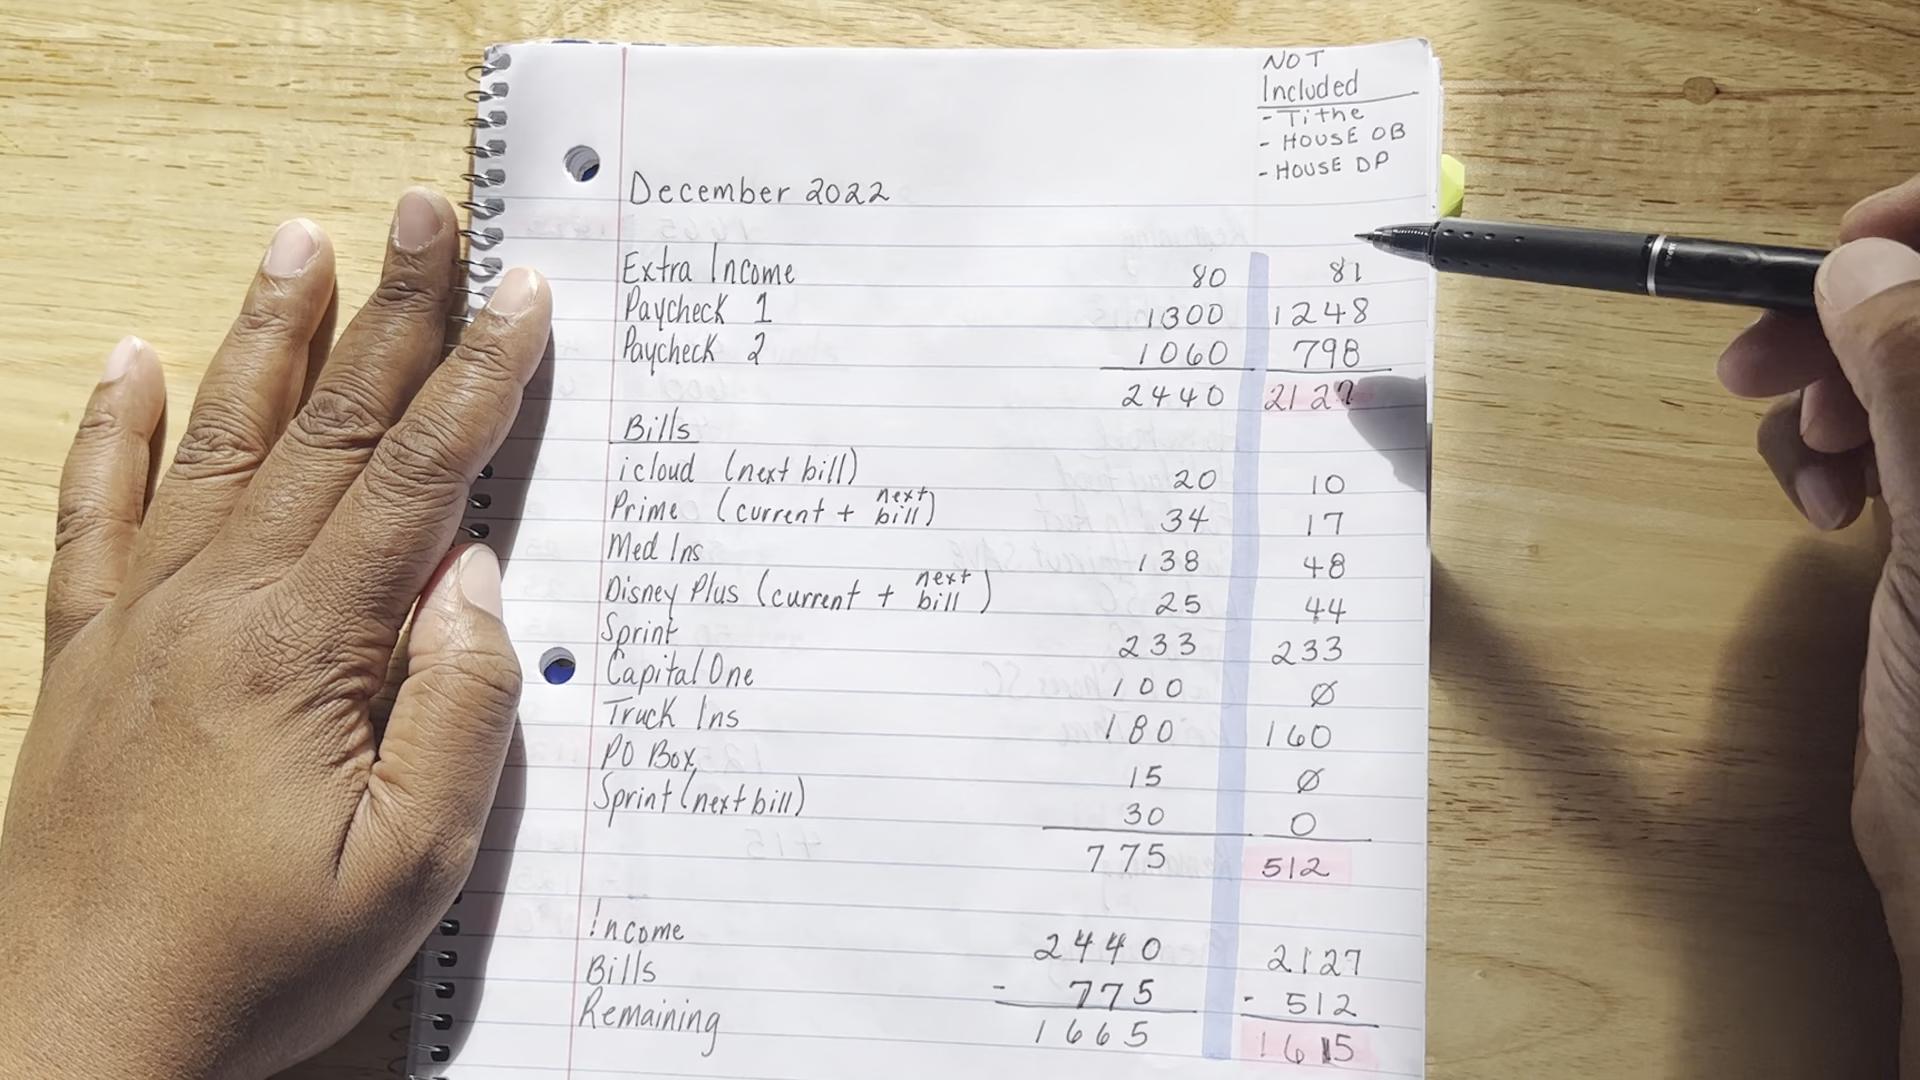 NOT
Included
- Tithe
- HOUSE OB
- HOUSE DP
December 2022
Extra Income 80 81
Paycheck 1 1300 1248
Paycheck 2 1060 798
2440 2127
Bills
icloud (next bill) 20 10
Prime (current + next bill) 34 17
Med Ins 138 48
Disney Plus (current + next bill) 25 44
Sprint 233 233
Capital One 100 Ø
Truck Ins 180 160
PO Box 15 Ø
Sprint (next bill) 30 0
775 512
Income 2440 2127
Bills - 775 - 512
Remaining 1665 1615